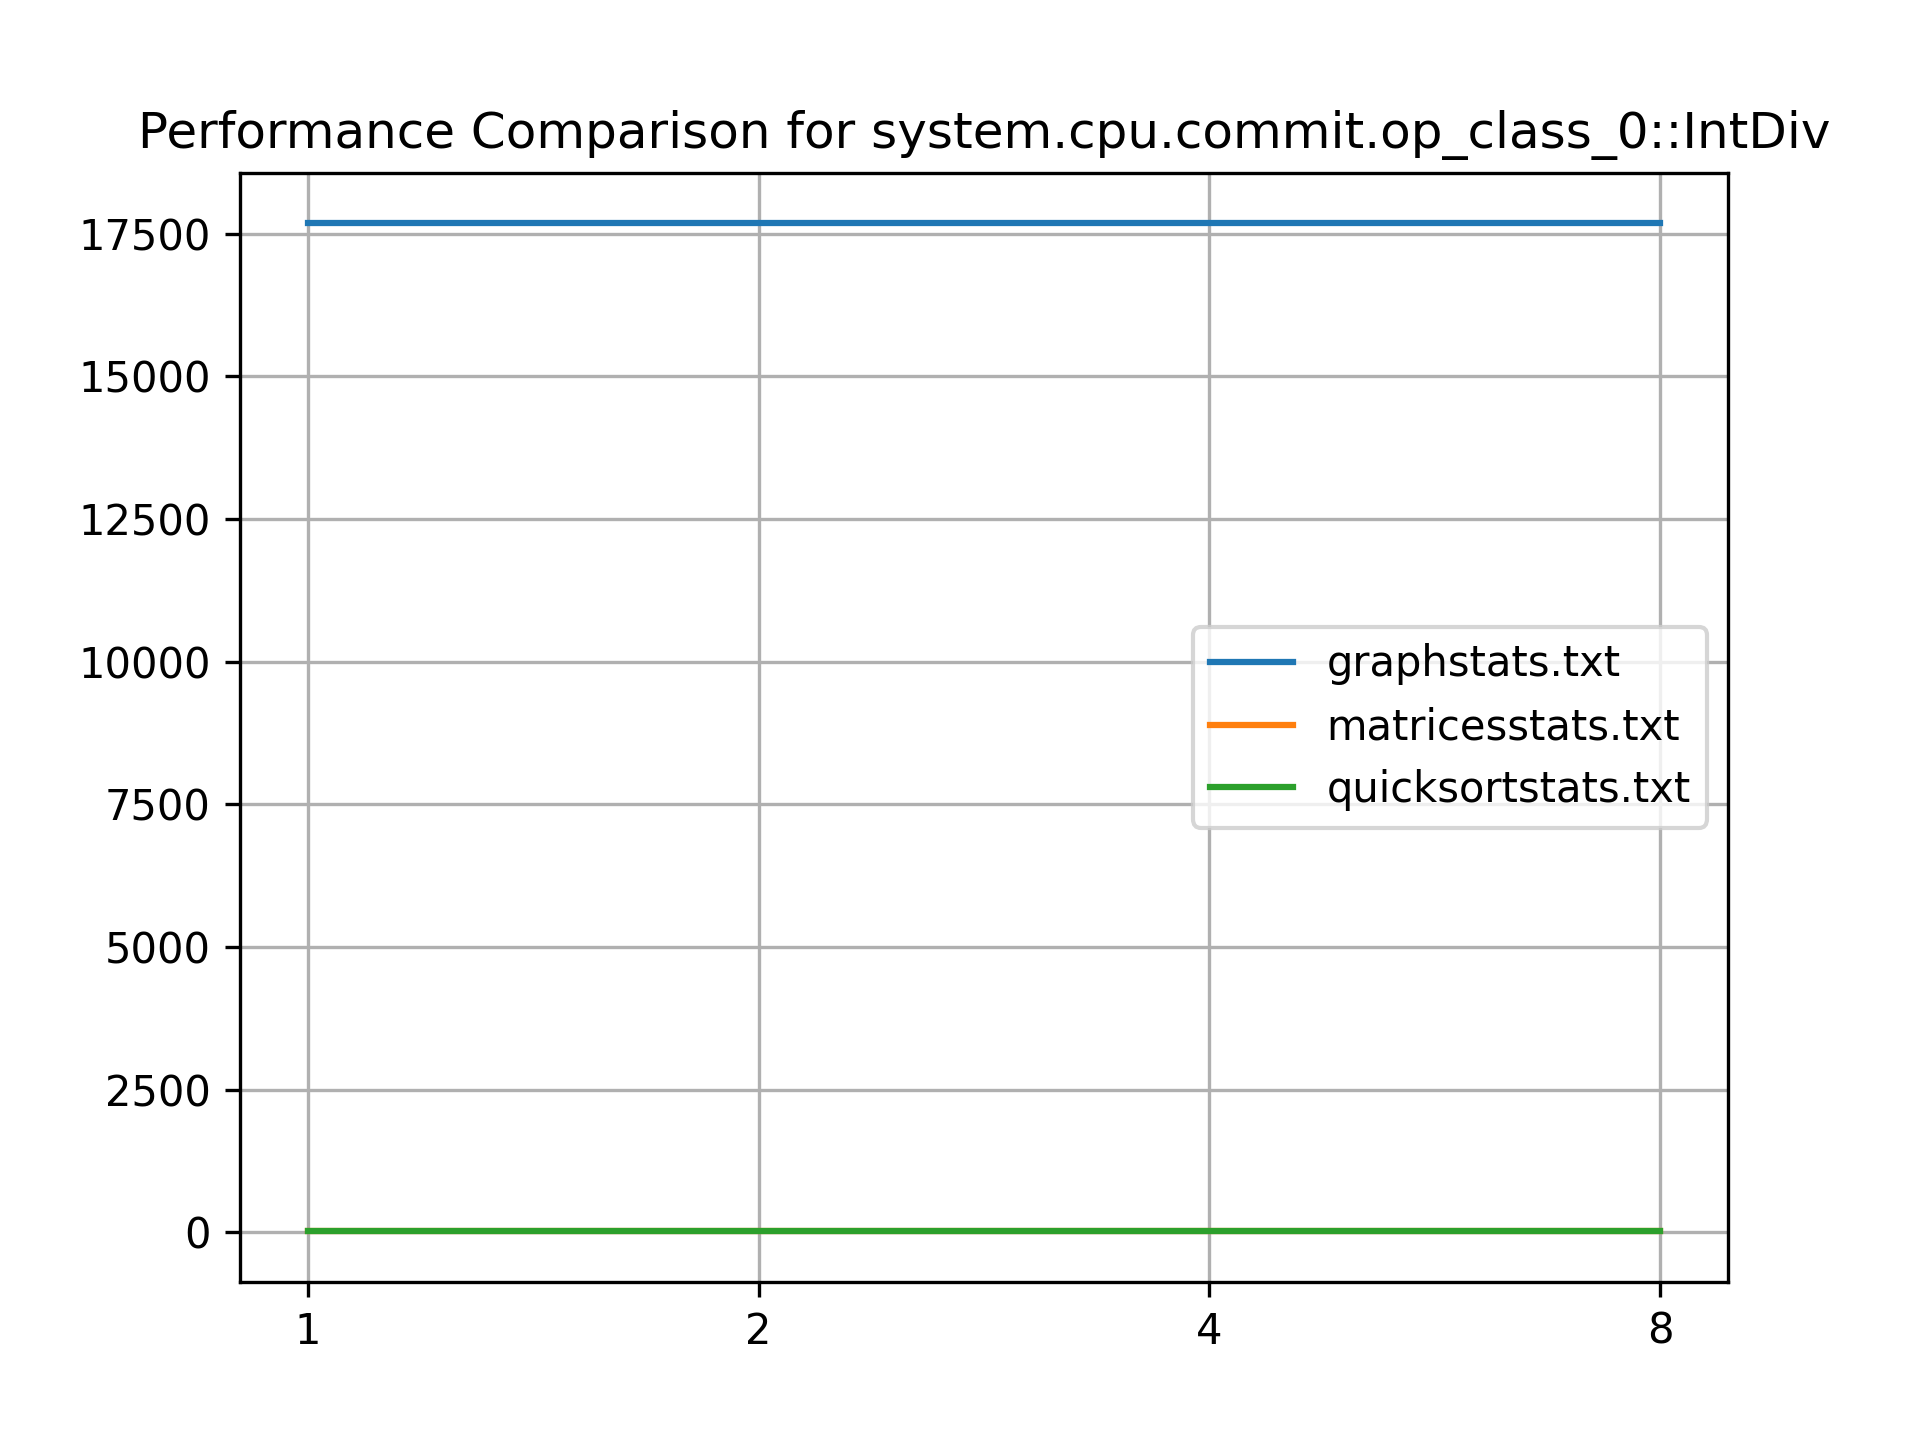 Performance Comparison for system.cpu.commit.op_class_0::IntDiv
17500
15000
12500
10000
7500
5000
2500
0
graphstats.txt
matricesstats.txt
quicksortstats.txt
1 2 4 8